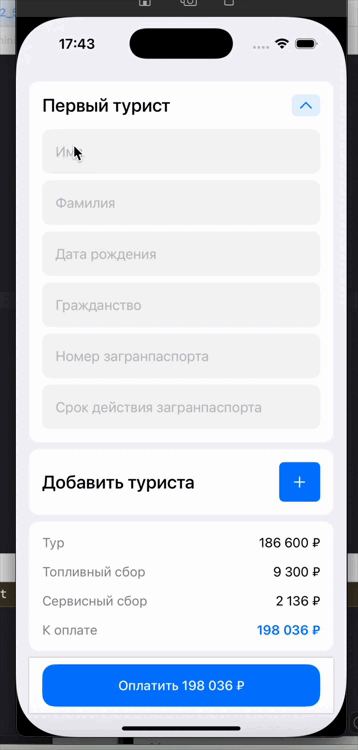 17:43
Первый турист
Фамилия
Дата рождения
Гражданство
Номер загранпаспорта
Срок действия загранпаспорта
Добавить туриста
+
Тур 186 600 ₽
Топливный сбор 9 300 ₽
Сервисный сбор 2 136 ₽
К оплате 198 036 ₽
Оплатить 198 036 ₽